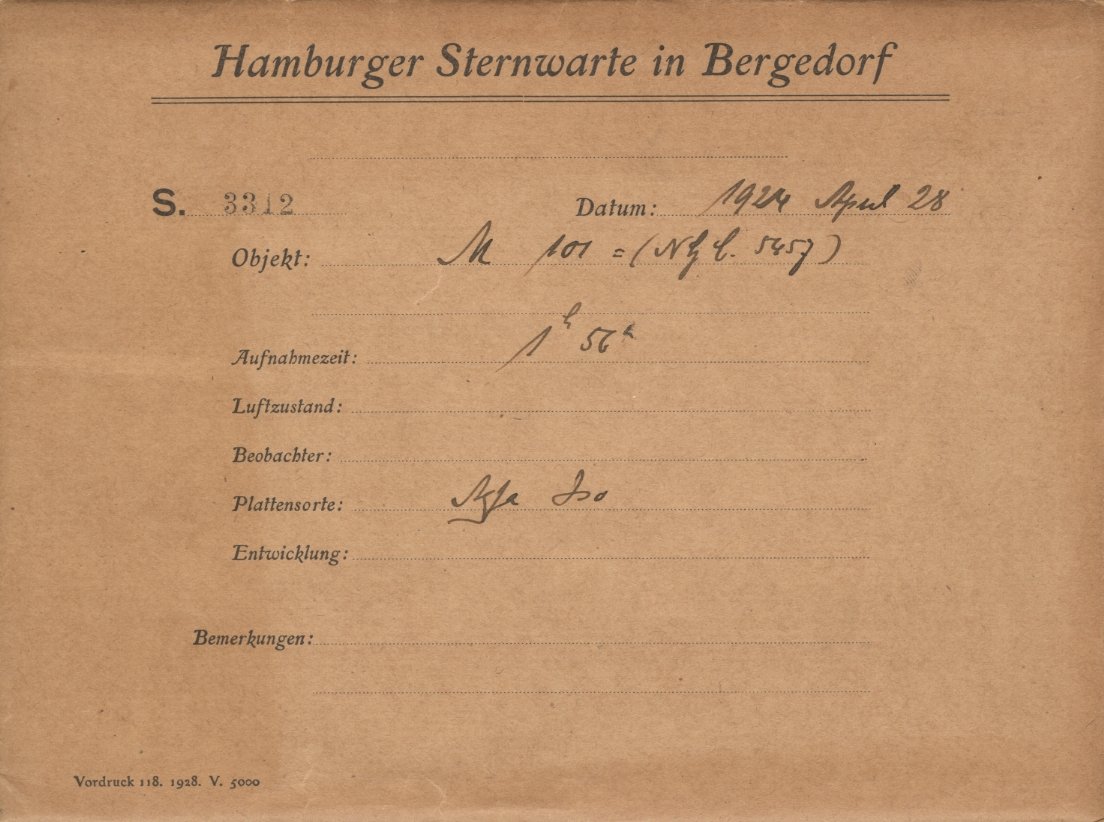 Hamburger Sternwarte in Bergedorf
S. 3312 Datum: 1924 April 28
Objekt: M 101 = (N.G.C. 5457)
Aufnahmezeit: 1h 56m
Luftzustand:
Beobachter:
Plattensorte: Agfa Iso
Entwicklung:
Bemerkungen:
Vordruck 118. 1928. V. 5000